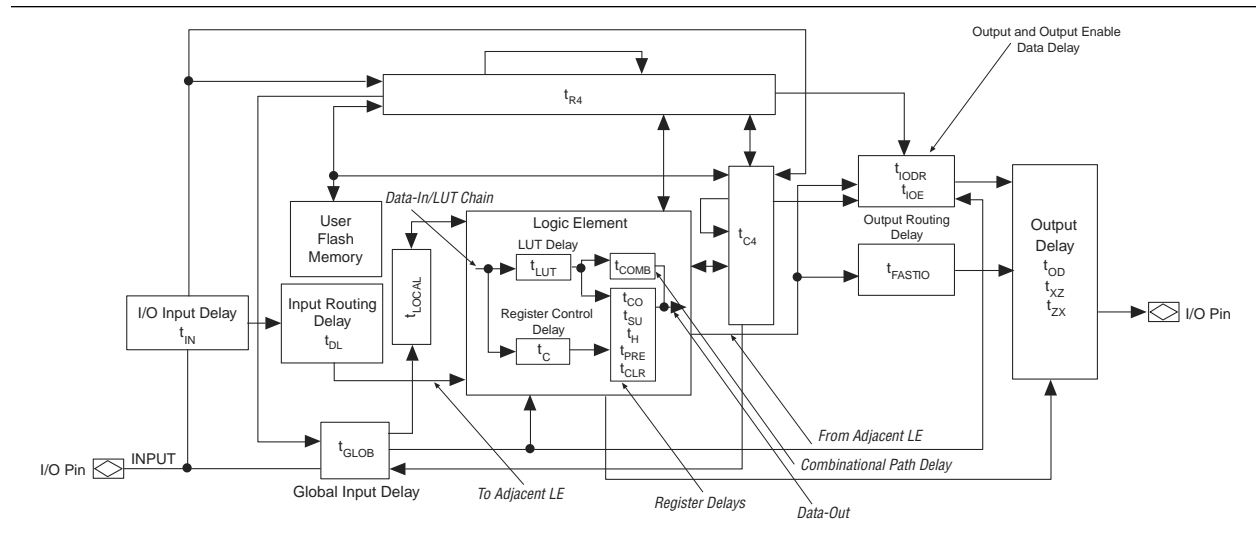 Output and Output Enable
Data Delay
tR4
tIODR
tIOE
Data-In/LUT Chain
User
Flash
Memory
Logic Element
LUT Delay
tLUT
tCOMB
tC4
Output Routing
Delay
tFASTIO
Output
Delay
tOD
tXZ
tZX
I/O Pin
tLOCAL
I/O Input Delay
tIN
Input Routing
Delay
tDL
Register Control
Delay
tC
tCO
tSU
tH
tPRE
tCLR
From Adjacent LE
tGLOB
INPUT
I/O Pin
Global Input Delay
To Adjacent LE
Register Delays
Combinational Path Delay
Data-Out